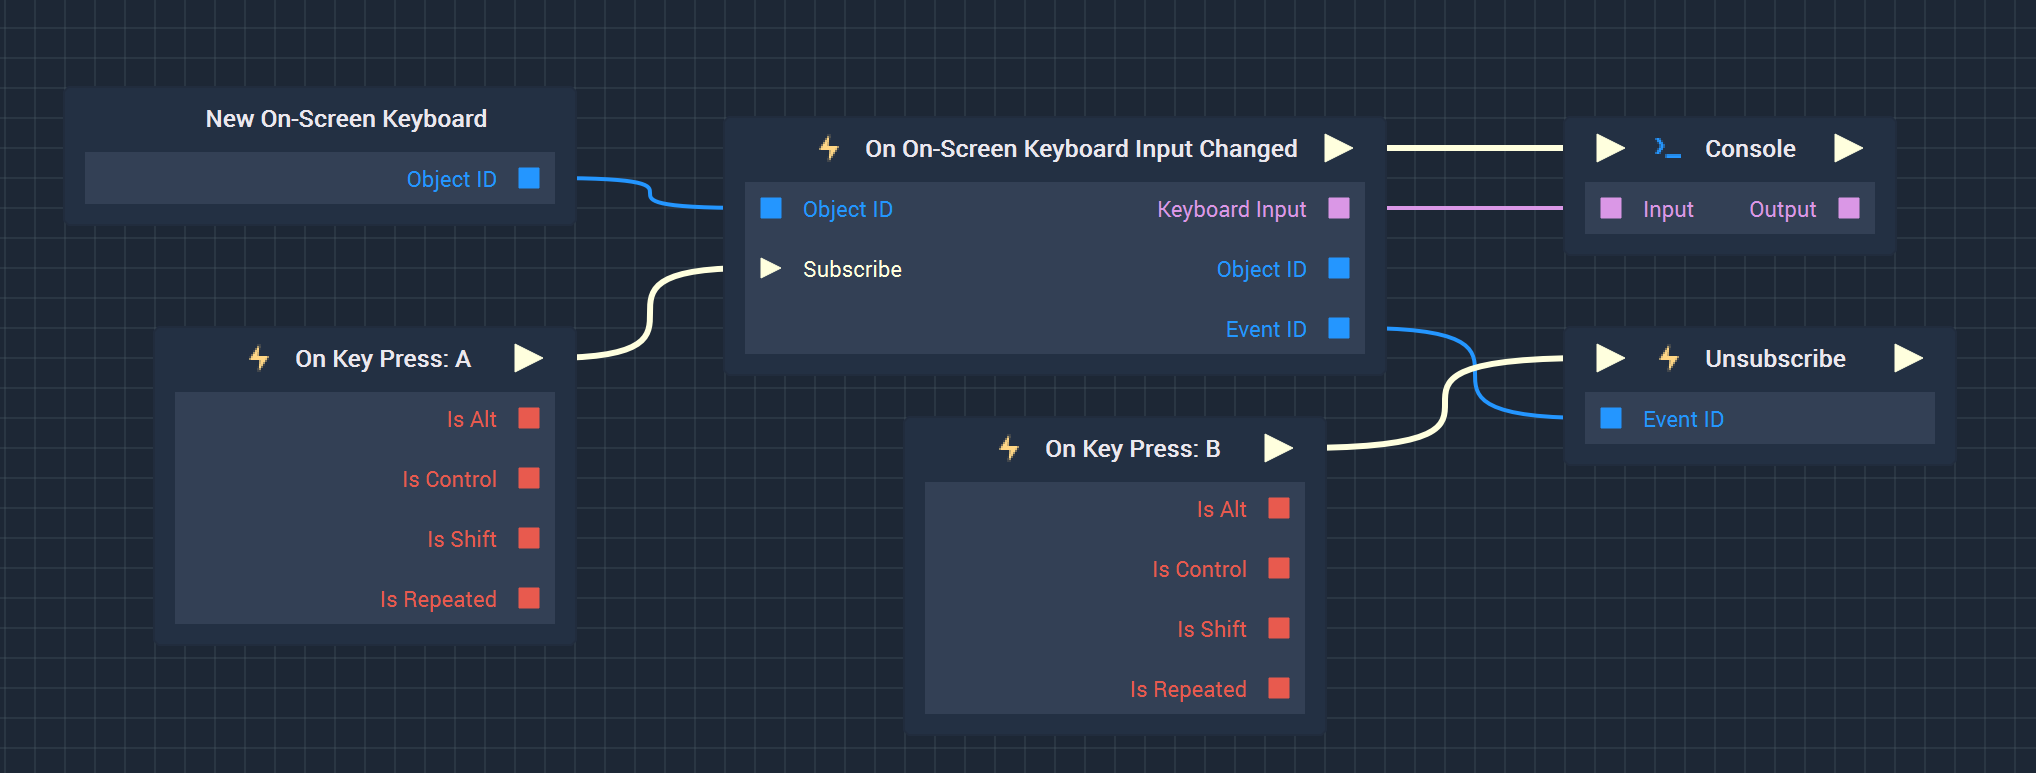 New On-Screen Keyboard
Object ID
On On-Screen Keyboard Input Changed
Object ID
Keyboard Input
Subscribe
Object ID
Event ID
Console
Input
Output
On Key Press: A
Is Alt
Is Control
Is Shift
Is Repeated
On Key Press: B
Is Alt
Is Control
Is Shift
Is Repeated
Unsubscribe
Event ID